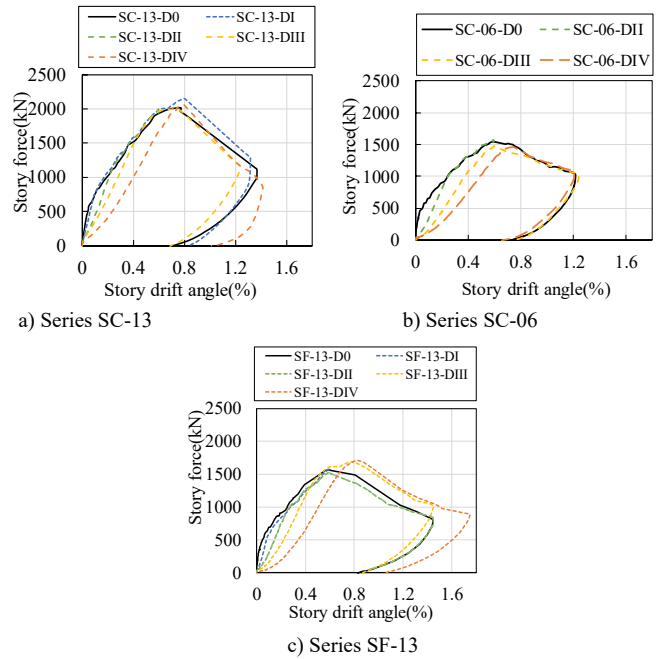 SC-13-D0 SC-13-DI
SC-13-DII SC-13-DIII
SC-13-DIV
2500
2000
1500
1000
500
0
Story force(kN)
0 0.4 0.8 1.2 1.6
Story drift angle(%)
a) Series SC-13
SC-06-D0 SC-06-DII
SC-06-DIII SC-06-DIV
2500
2000
1500
1000
500
0
Story force(kN)
0 0.4 0.8 1.2 1.6
Story drift angle(%)
b) Series SC-06
SF-13-D0 SF-13-DI
SF-13-DII SF-13-DIII
SF-13-DIV
2500
2000
1500
1000
500
0
Story force(kN)
0 0.4 0.8 1.2 1.6
Story drift angle(%)
c) Series SF-13